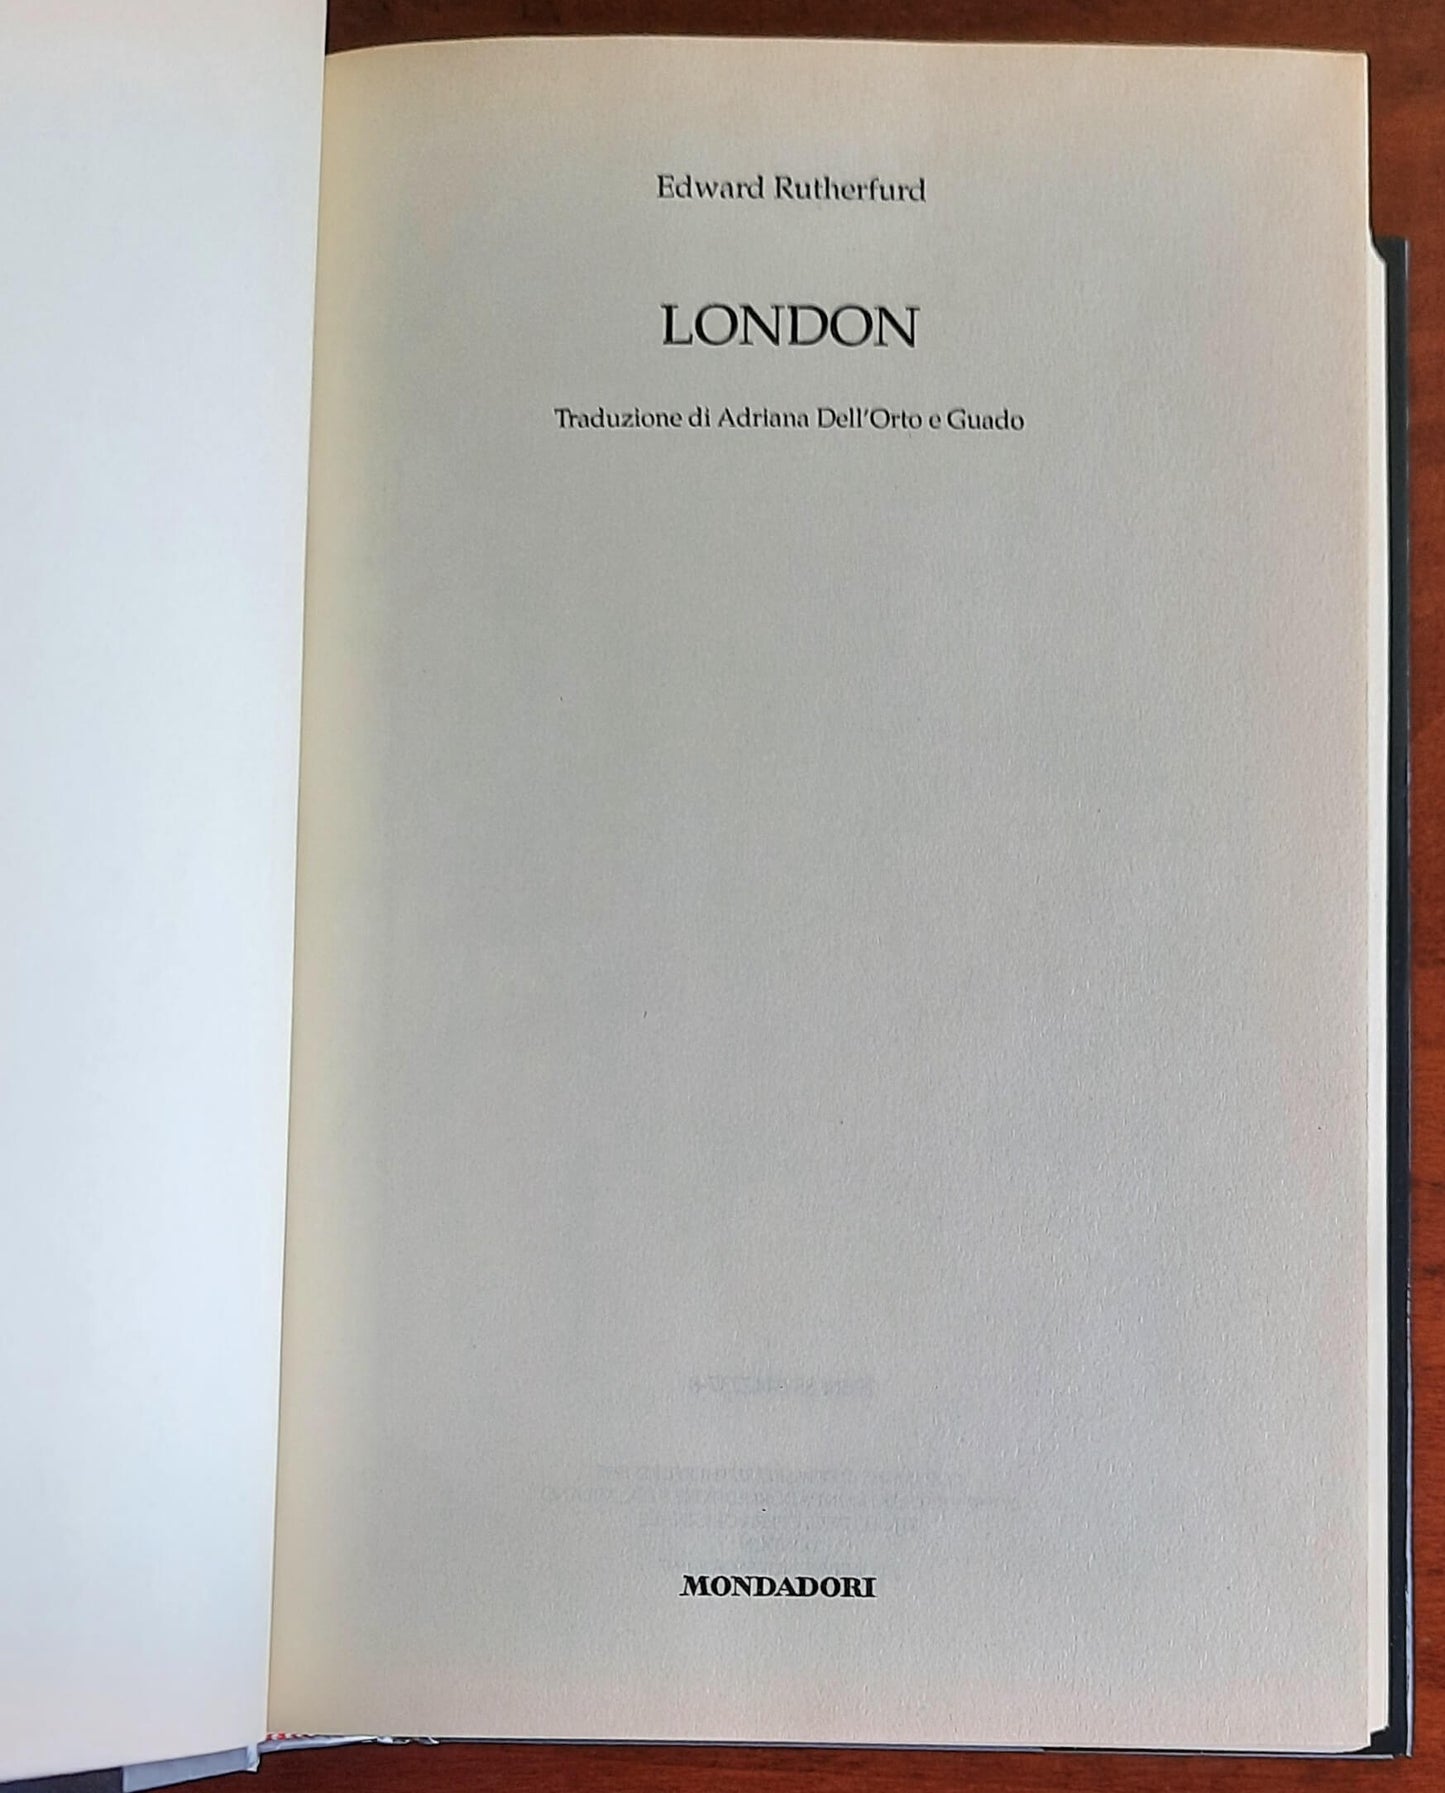 Edward Rutherfurd
LONDON
Traduzione di Adriana Dell'Orto e Guado
MONDADORI